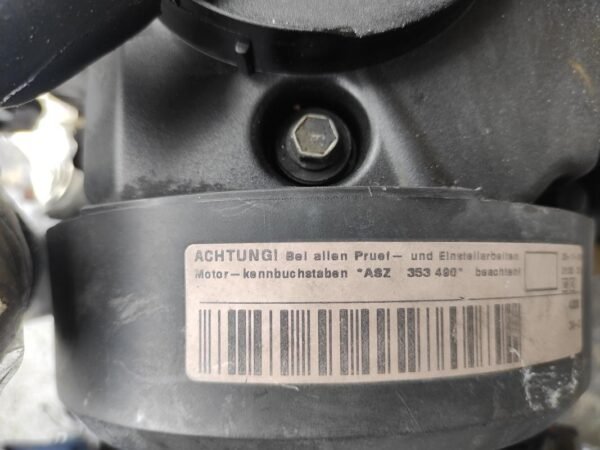 ACHTUNG! Bei allen Pruef- und Einstellarbeiten
Motor-kennbuchstaben "ASZ 353 496" beachten!